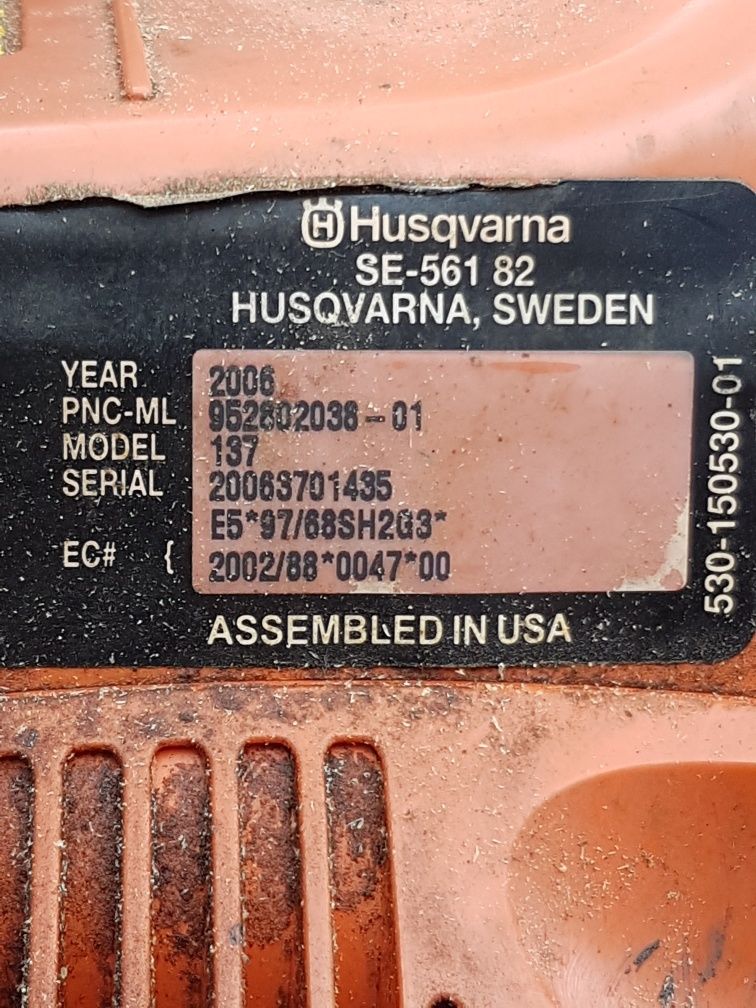 Husqvarna
SE-561 82
HUSQVARNA, SWEDEN
YEAR 2006
PNC-ML 952802038-01
MODEL 137
SERIAL 20063701435
EC# { E5*97/68SH2G3*
2002/88*0047*00
ASSEMBLED IN USA
530-150530-01